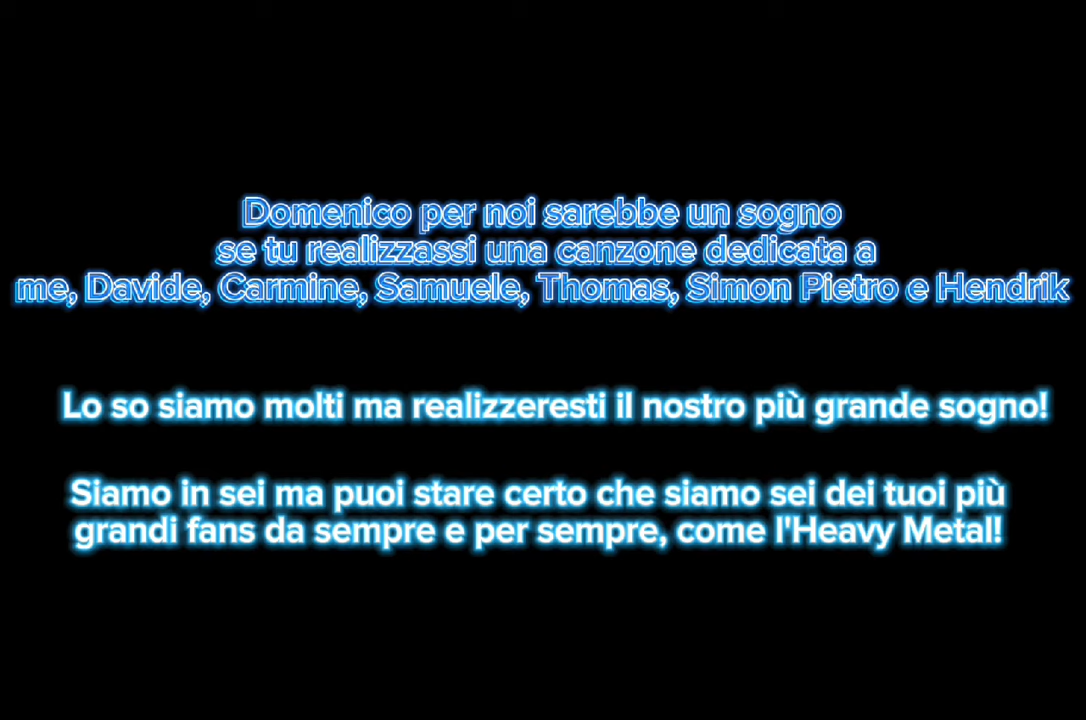 Domenico per noi sarebbe un sogno
se tu realizzassi una canzone dedicata a
me, Davide, Carmine, Samuele, Thomas, Simon Pietro e Hendrik
Lo so siamo molti ma realizzeresti il nostro più grande sogno!
Siamo in sei ma puoi stare certo che siamo sei dei tuoi più
grandi fans da sempre e per sempre, come l'Heavy Metal!